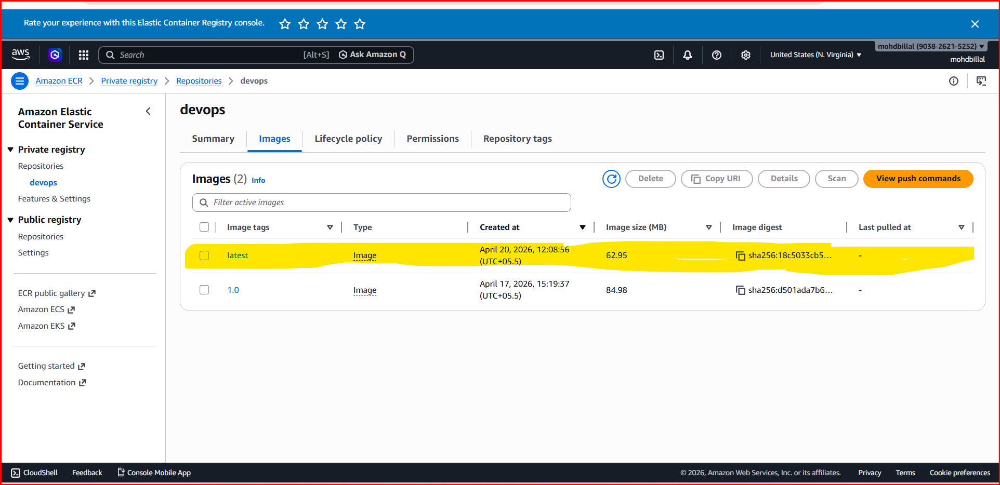 Rate your experience with this Elastic Container Registry console.
aws
Search [Alt+S] Ask Amazon Q
United States (N. Virginia)
mohdbillal (9038-2621-5252)
mohdbillal
Amazon ECR
Private registry
Repositories
devops
Amazon Elastic
Container Service
Private registry
Repositories
devops
Features & Settings
Public registry
Repositories
Settings
ECR public gallery
Amazon ECS
Amazon EKS
Getting started
Documentation
devops
Summary
Images
Lifecycle policy
Permissions
Repository tags
Images (2) Info
Delete
Copy URI
Details
Scan
View push commands
Filter active images
Image tags
Type
Created at
Image size (MB)
Image digest
Last pulled at
latest
Image
April 20, 2026, 12:08:56
(UTC+05.5)
62.95
sha256:18c5033cb5...
-
1.0
Image
April 17, 2026, 15:19:37
(UTC+05.5)
84.98
sha256:d501ada7b6...
-
CloudShell
Feedback
Console Mobile App
© 2026, Amazon Web Services, Inc. or its affiliates.
Privacy
Terms
Cookie preferences